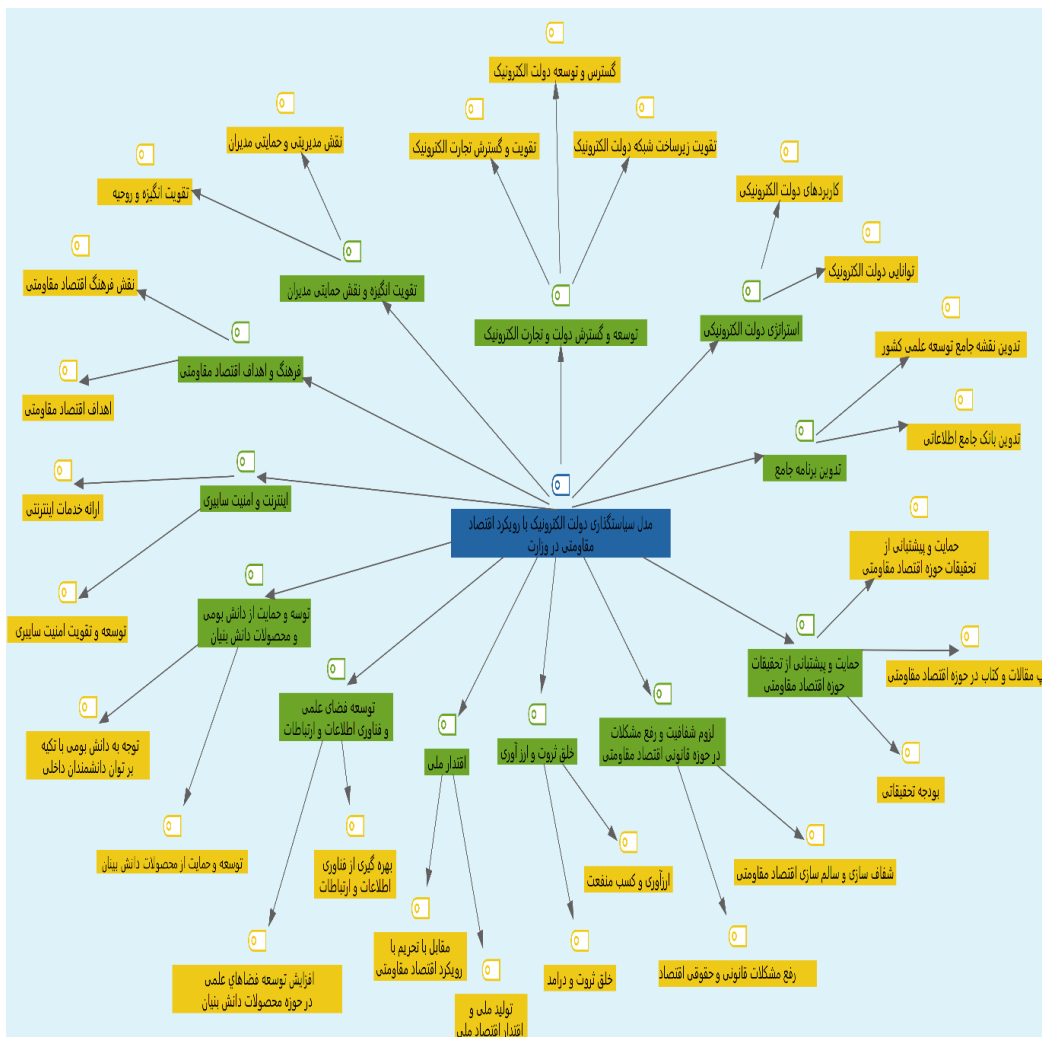 گسترس و توسعه دولت الکترونیک
تقویت زیرساخت شبکه دولت الکترونیک
تقویت و گسترش تجارت الکترونیک
نقش مدیریتی و حمایتی مدیران
تقویت انگیزه و روحیه
کاربردهای دولت الکترونیکی
توانایی دولت الکترونیک
نقش فرهنگ اقتصاد مقاومتی
تقویت انگیزه و نقش حمایتی مدیران
توسعه و گسترش دولت و تجارت الکترونیک
استراتژی دولت الکترونیکی
تدوین نقشه جامع توسعه علمی کشور
فرهنگ و اهداف اقتصاد مقاومتی
اهداف اقتصاد مقاومتی
تدوین بانک جامع اطلاعاتی
تدوین برنامه جامع
اینترنت و امنیت سایبری
ارائه خدمات اینترنتی
مدل سیاستگذاری دولت الکترونیک با رویکرد اقتصاد
مقاومتی در وزارت
حمایت و پیشتبانی از
تحقیقات حوزه اقتصاد مقاومتی
توسه و حمایت از دانش بومی
و محصولات دانش بنیان
توسعه و تقویت امنیت سایبری
حمایت و پیشتبانی از تحقیقات
حوزه اقتصاد مقاومتی
پ مقالات و کتاب در حوزه اقتصاد مقاومتی
توسعه فضای علمی
و فناوری اطلاعات و ارتباطات
اقتدار ملی
خلق ثروت و ارز آوری
لزوم شفافیت و رفع مشکلات
در حوزه قانونی اقتصاد مقاومتی
توجه به دانش بومی با تکیه
بر توان دانشمندان داخلی
بودجه تحقیقاتی
توسعه و حمایت از محصولات دانش بینان
بهره گیری از فناوری
اطلاعات و ارتباطات
ارزآوری و کسب منفعت
شفاف سازی و سالم سازی اقتصاد مقاومتی
مقابل با تحریم با
رویکرد اقتصاد مقاومتی
افزایش توسعه فضاهای علمی
در حوزه محصولات دانش بنیان
خلق ثروت و درامد
رفع مشکلات قانونی و حقوقی اقتصاد
تولید ملی و
اقتدار اقتصاد ملی